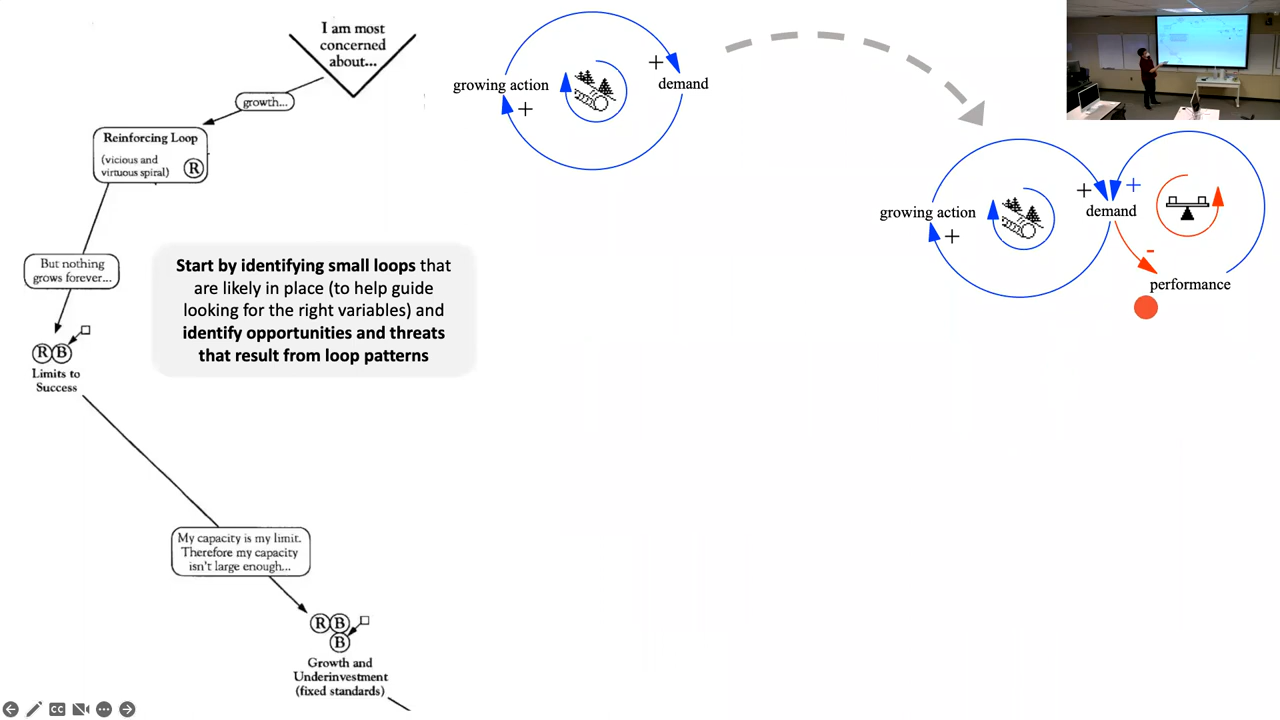 I am most
concerned
about...
growth...
Reinforcing Loop
(vicious and
virtuous spiral)
R
But nothing
grows forever...
R B
Limits to
Success
Start by identifying small loops that
are likely in place (to help guide
looking for the right variables) and
identify opportunities and threats
that result from loop patterns
My capacity is my limit.
Therefore my capacity
isn't large enough...
R B
B
Growth and
Underinvestment
(fixed standards)
growing action
+
demand
+
growing action
+
demand
+
+
-
performance
CC